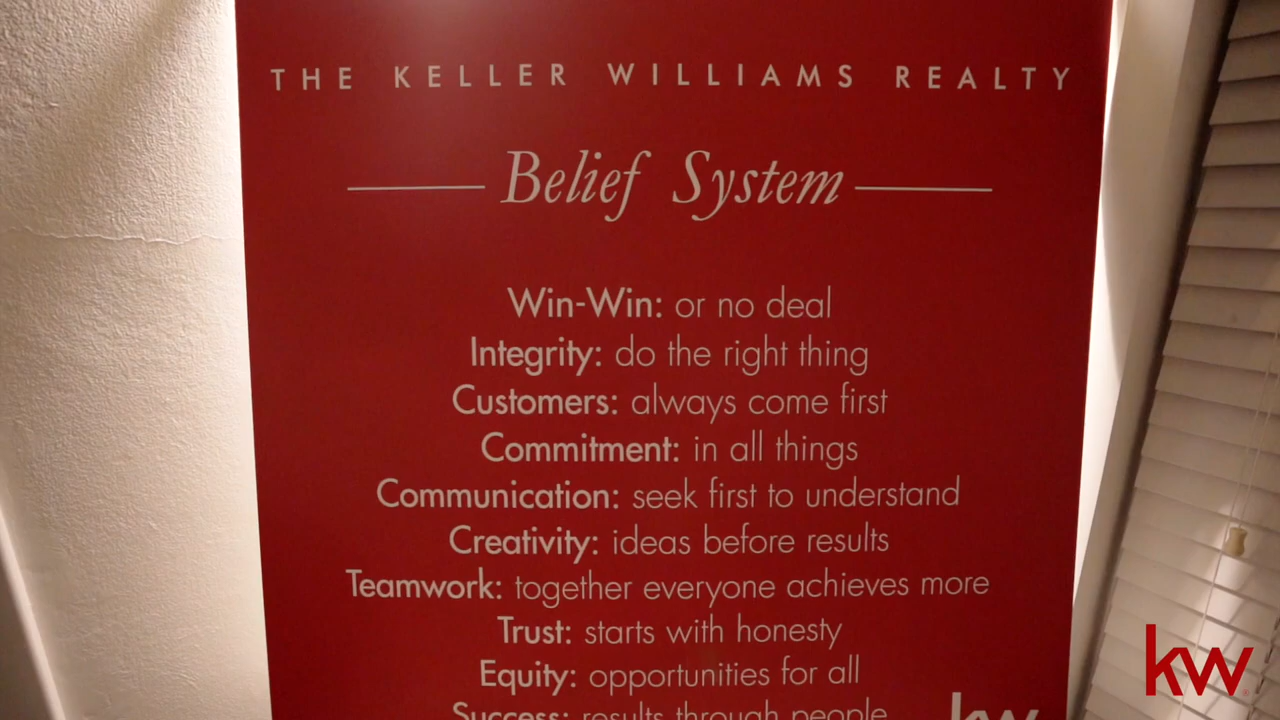 THE KELLER WILLIAMS REALTY
Belief System
Win-Win: or no deal
Integrity: do the right thing
Customers: always come first
Commitment: in all things
Communication: seek first to understand
Creativity: ideas before results
Teamwork: together everyone achieves more
Trust: starts with honesty
Equity: opportunities for all
Success: results through people
kw
kw